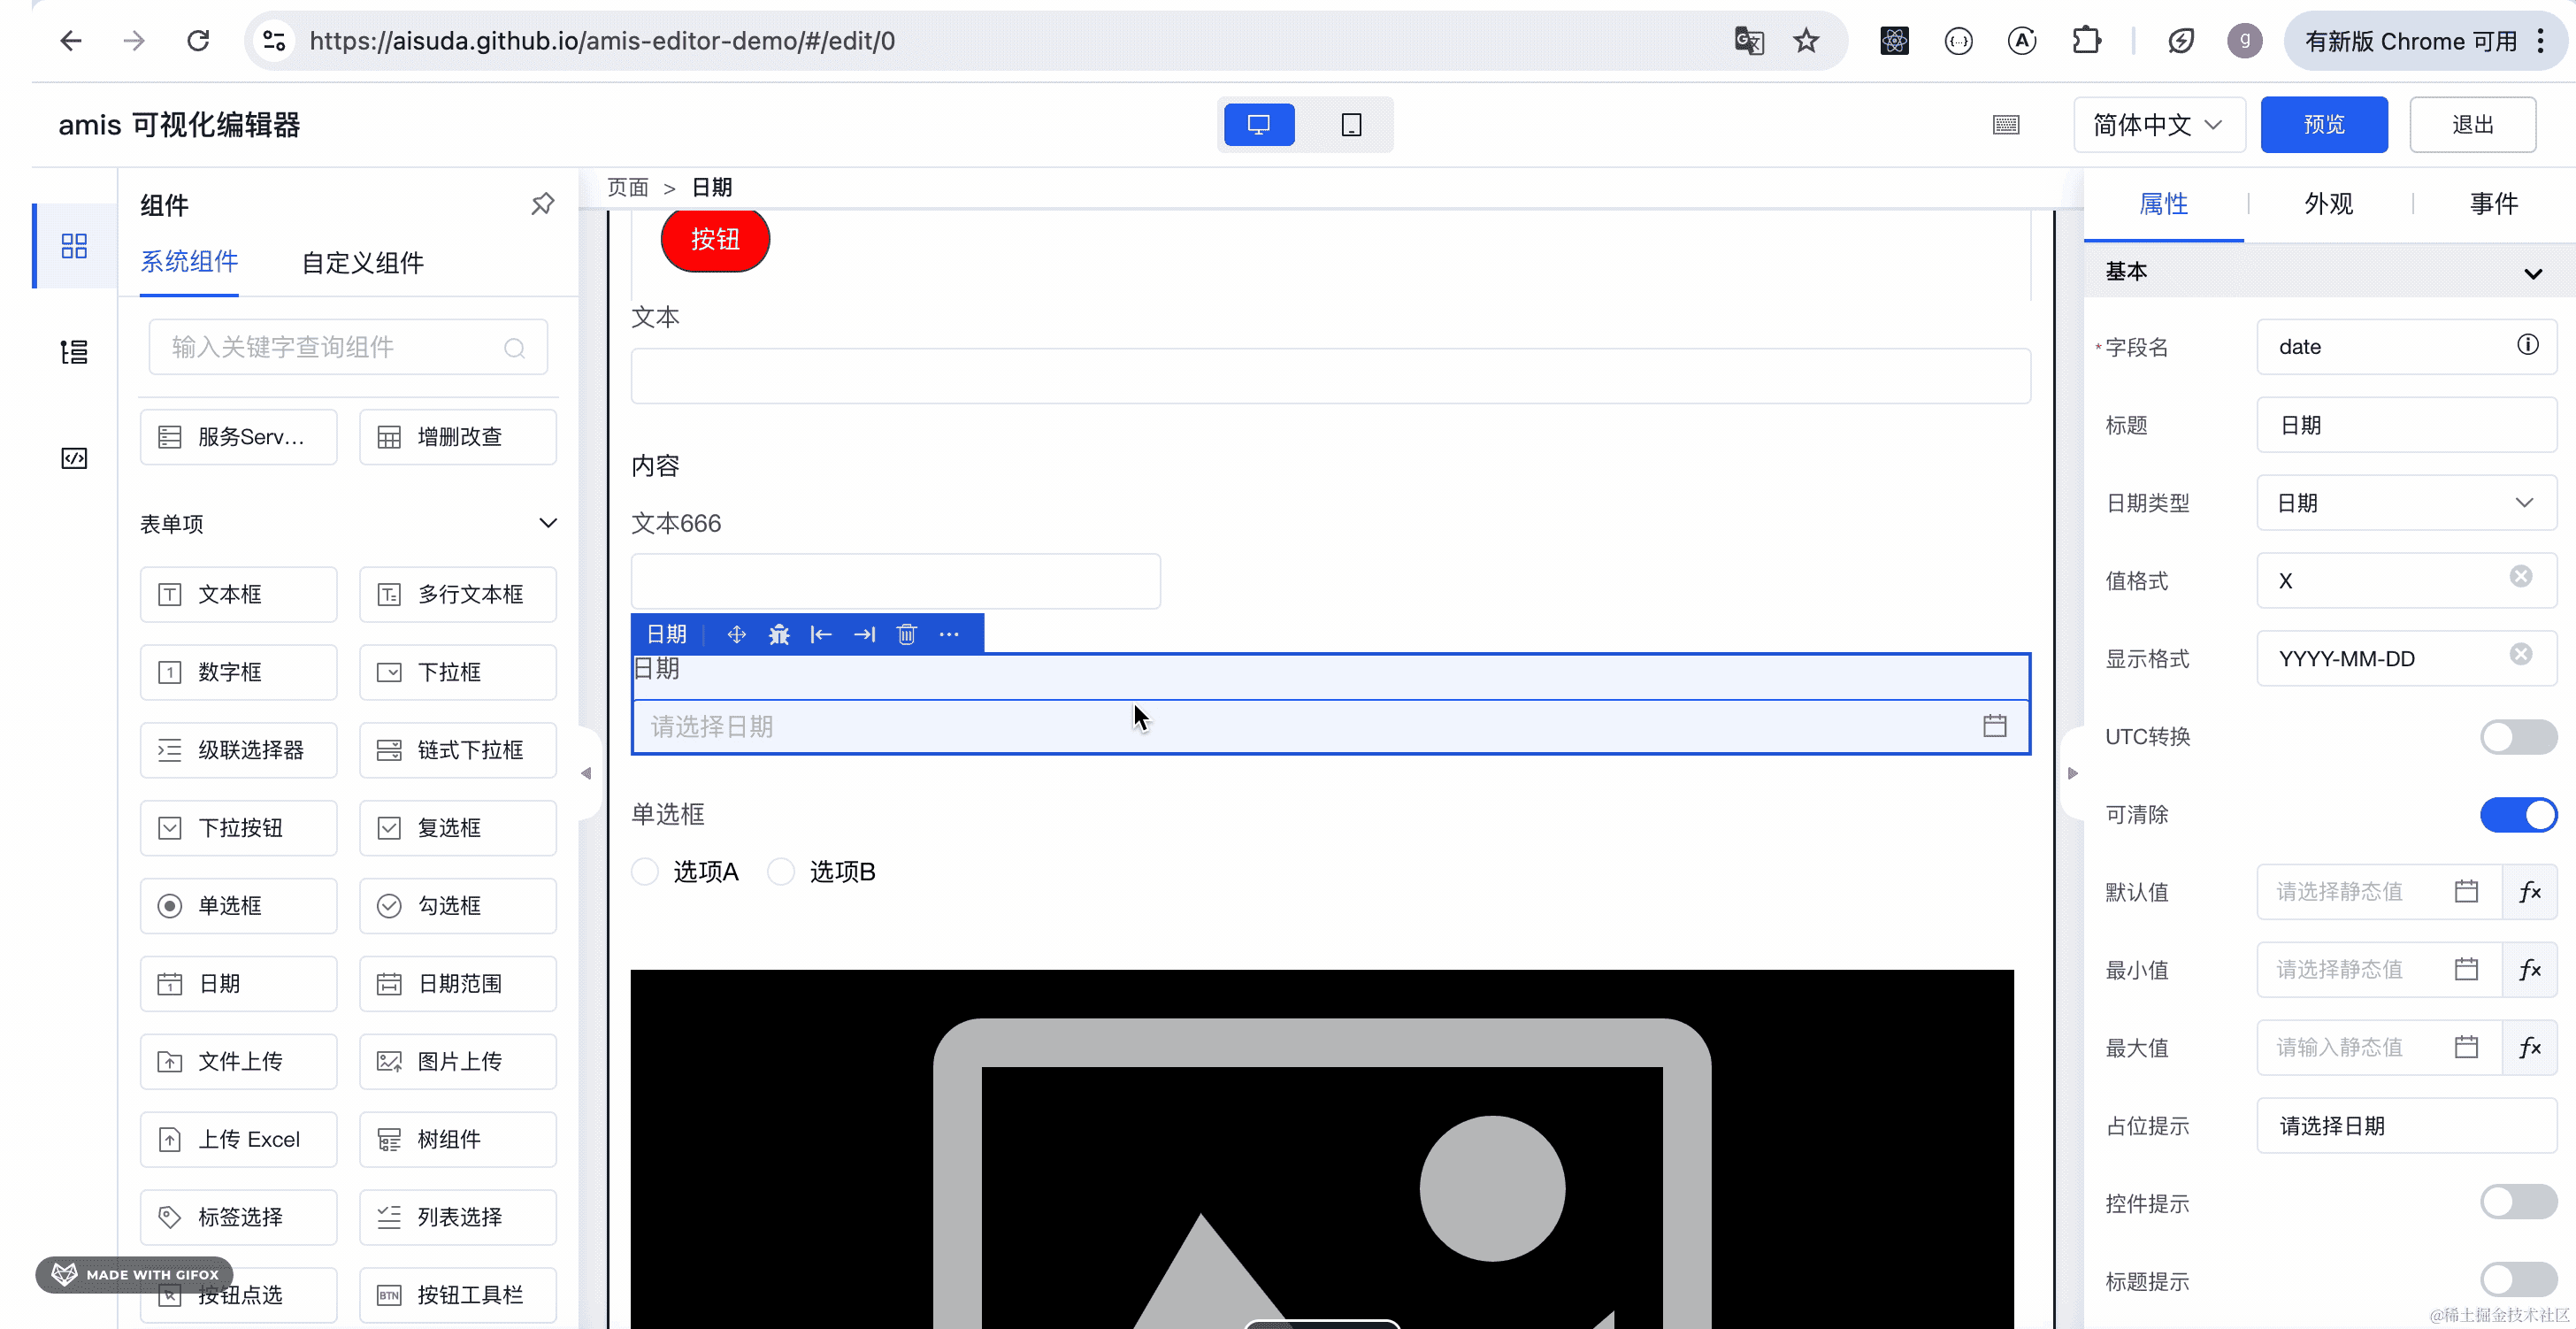 https://aisuda.github.io/amis-editor-demo/#/edit/0
g
有新版 Chrome 可用
amis 可视化编辑器
简体中文
预览
退出
组件
系统组件
自定义组件
输入关键字查询组件
服务Serv...
增删改查
表单项
文本框
多行文本框
数字框
下拉框
级联选择器
链式下拉框
下拉按钮
复选框
单选框
勾选框
日期
日期范围
文件上传
图片上传
上传 Excel
树组件
标签选择
列表选择
按钮点选
BTN
按钮工具栏
MADE WITH GIFOX
页面 > 日期
按钮
文本
内容
文本666
日期
日期
请选择日期
单选框
选项A
选项B
属性
外观
事件
基本
*字段名
date
标题
日期
日期类型
日期
值格式
X
显示格式
YYYY-MM-DD
UTC转换
可清除
默认值
请选择静态值
fx
最小值
请选择静态值
fx
最大值
请输入静态值
fx
占位提示
请选择日期
控件提示
标题提示
@稀土掘金技术社区